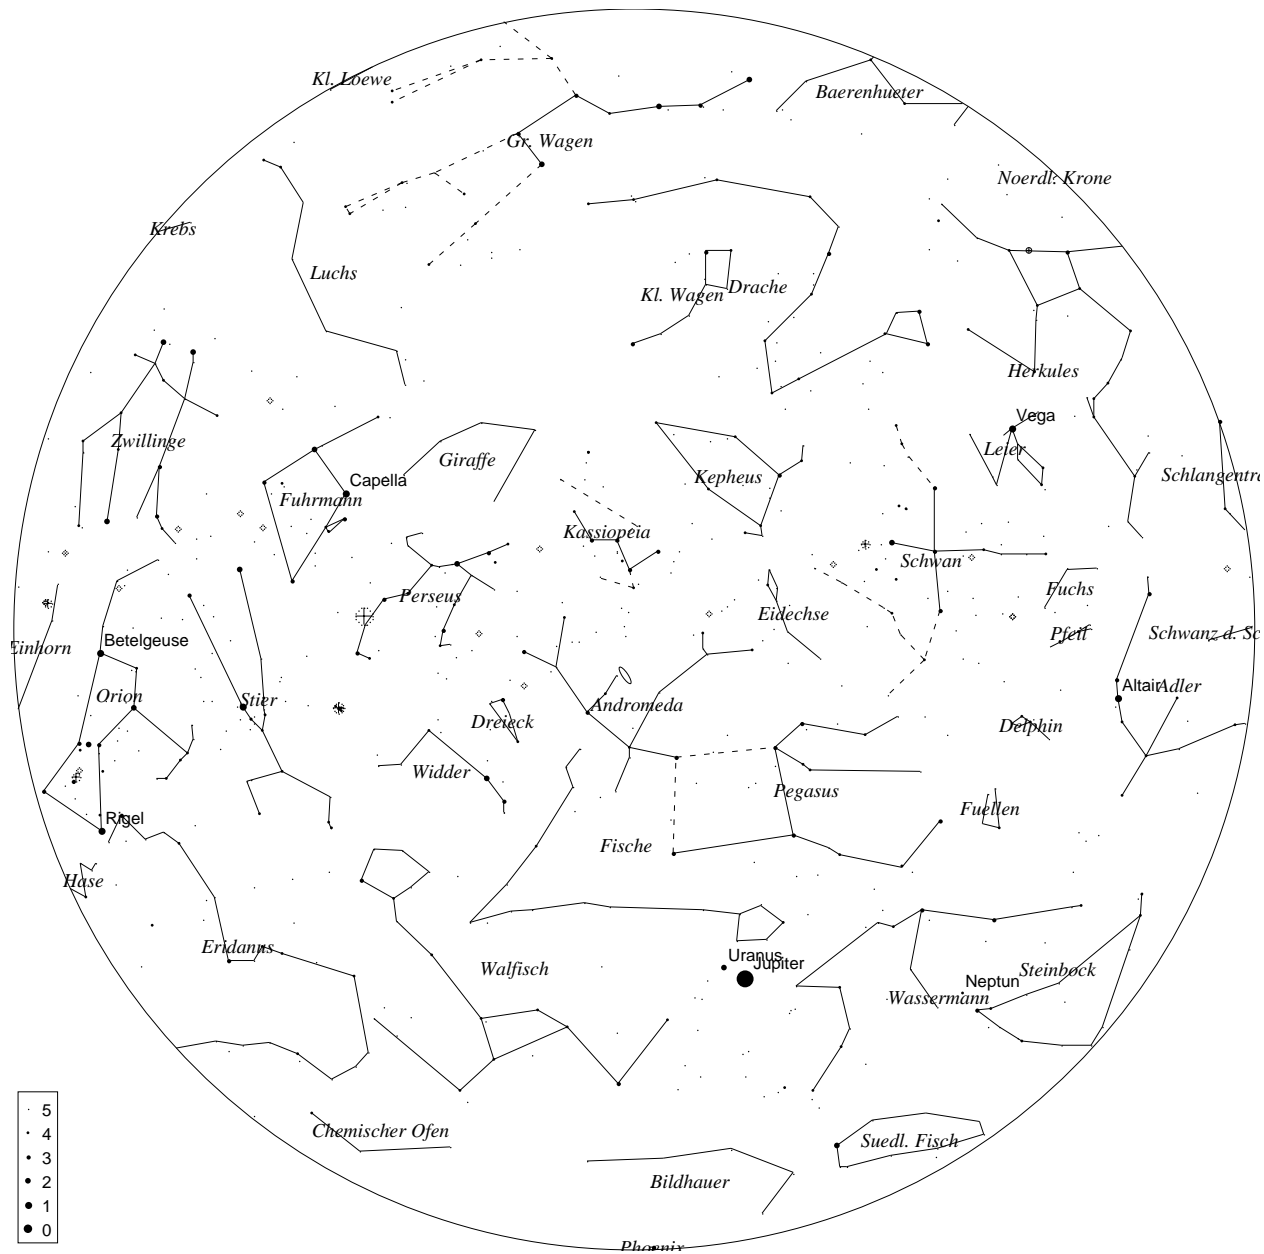 Kl. Loewe
Baerenhueter
Gr. Wagen
Noerdl. Krone
Krebs
Luchs
Kl. Wagen
Drache
Herkules
Vega
Zwillinge
Leier
Giraffe
Kepheus
Schlangentr
Capella
Fuhrmann
Kassiopeia
Schwan
Fuchs
Perseus
Eidechse
Pfeil
Schwanz d. Sc
Einhorn
Betelgeuse
Orion
Stier
Andromeda
Altair
Adler
Dreieck
Delphin
Widder
Pegasus
Fuellen
Rigel
Fische
Hase
Eridanus
Uranus
Jupiter
Walfisch
Steinbock
Neptun
Wassermann
Chemischer Ofen
Suedl. Fisch
Bildhauer
Phoenix
5
4
3
2
1
0